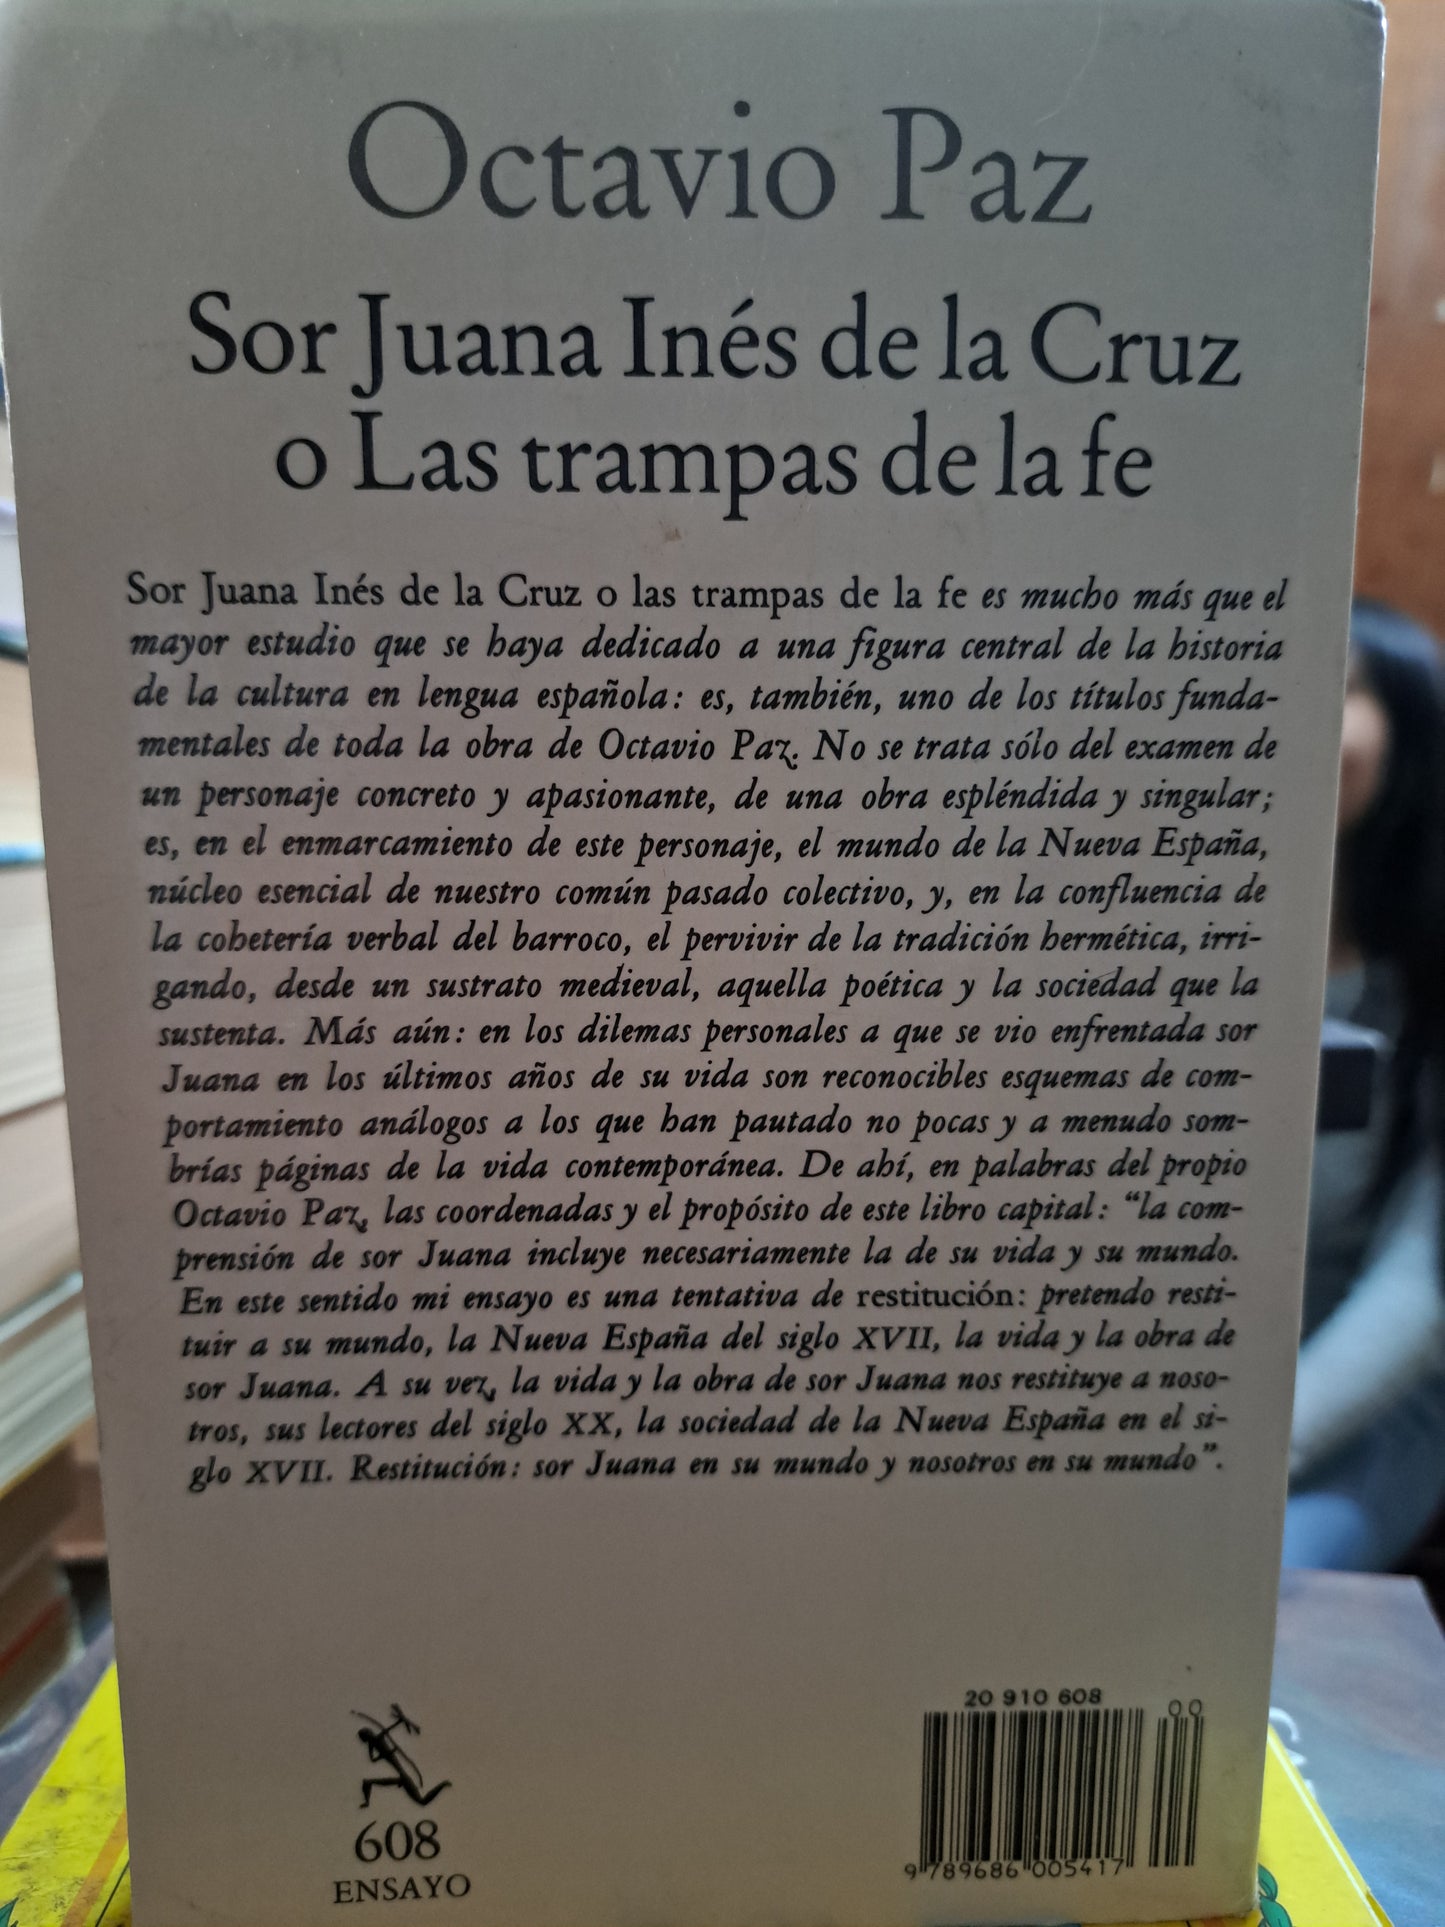 Octavio Paz
Sor Juana Inés de la Cruz
o Las trampas de la fe
Sor Juana Inés de la Cruz o las trampas de la fe es mucho más que el
mayor estudio que se haya dedicado a una figura central de la historia
de la cultura en lengua española: es, también, uno de los títulos funda-
mentales de toda la obra de Octavio Paz. No se trata sólo del examen de
un personaje concreto y apasionante, de una obra espléndida y singular;
es, en el enmarcamiento de este personaje, el mundo de la Nueva España,
núcleo esencial de nuestro común pasado colectivo, y, en la confluencia de
la cohetería verbal del barroco, el pervivir de la tradición hermética, irri-
gando, desde un sustrato medieval, aquella poética y la sociedad que la
sustenta. Más aún: en los dilemas personales a que se vio enfrentada sor
Juana en los últimos años de su vida son reconocibles esquemas de com-
portamiento análogos a los que han pautado no pocas y a menudo som-
brías páginas de la vida contemporánea. De ahí, en palabras del propio
Octavio Paz, las coordenadas y el propósito de este libro capital: “la com-
prensión de sor Juana incluye necesariamente la de su vida y su mundo.
En este sentido mi ensayo es una tentativa de restitución: pretendo resti-
tuir a su mundo, la Nueva España del siglo XVII, la vida y la obra de
sor Juana. A su vez, la vida y la obra de sor Juana nos restituye a noso-
tros, sus lectores del siglo XX, la sociedad de la Nueva España en el si-
glo XVII. Restitución: sor Juana en su mundo y nosotros en su mundo”.
20 910 608
00
9 789686 005417
608
ENSAYO